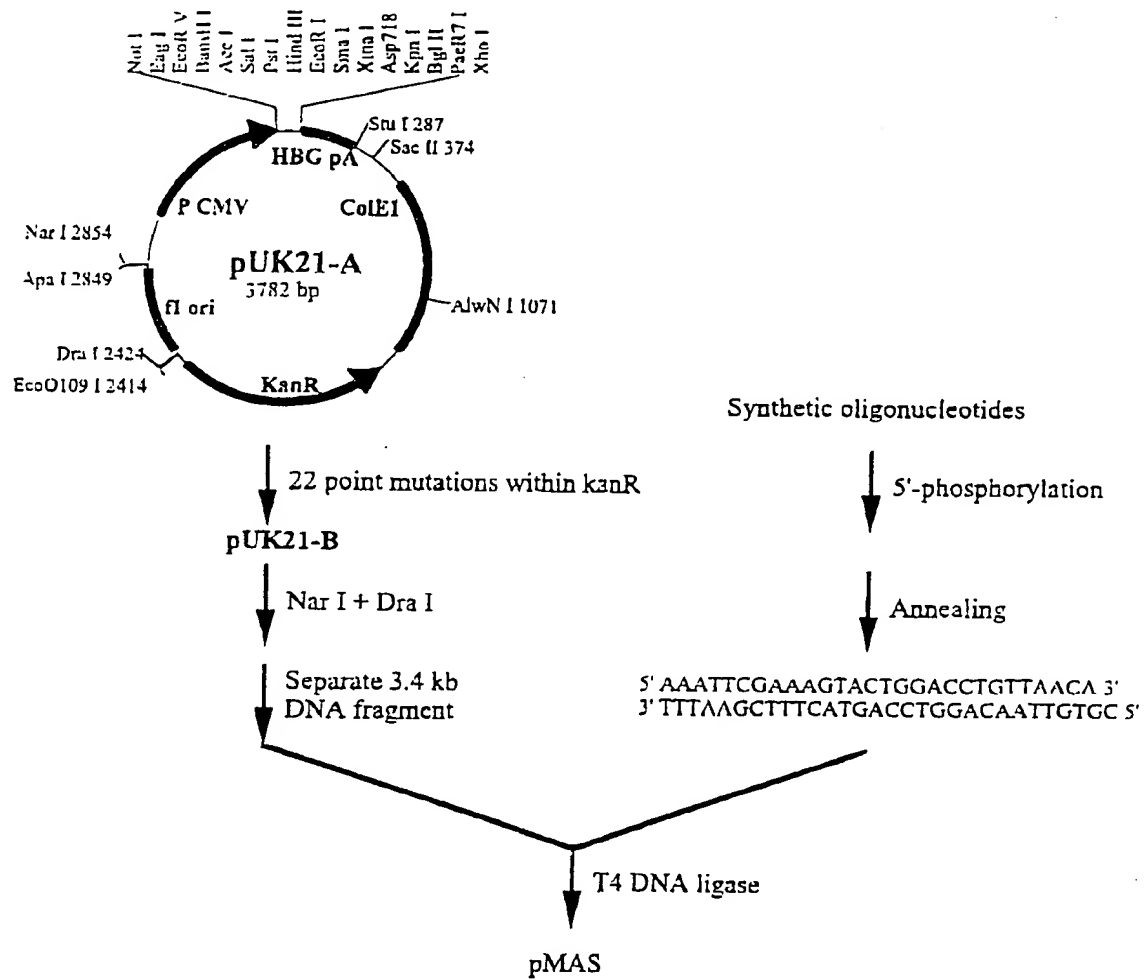 Not I
Eag I
EcoR V
BamH I
Acc I
Sal I
Pst I
Hind III
EcoR I
Sma I
Xma I
Asp718
Kpn I
Bgl II
PaeR7 I
Xho I
Stu I 287
Sac II 374
HBG pA
P CMV
ColE1
Nar I 2854
pUK21-A
Apa I 2849
3782 bp
f1 ori
AlwN I 1071
Dra I 2424
EcoO109 I 2414
KanR
Synthetic oligonucleotides
22 point mutations within kanR
5'-phosphorylation
pUK21-B
Nar I + Dra I
Annealing
Separate 3.4 kb
DNA fragment
5' AAATTCGAAAGTACTGGACCTGTTAACA 3'
3' TTTAAGCTTTCATGACCTGGACAATTGTGC 5'
T4 DNA ligase
pMAS